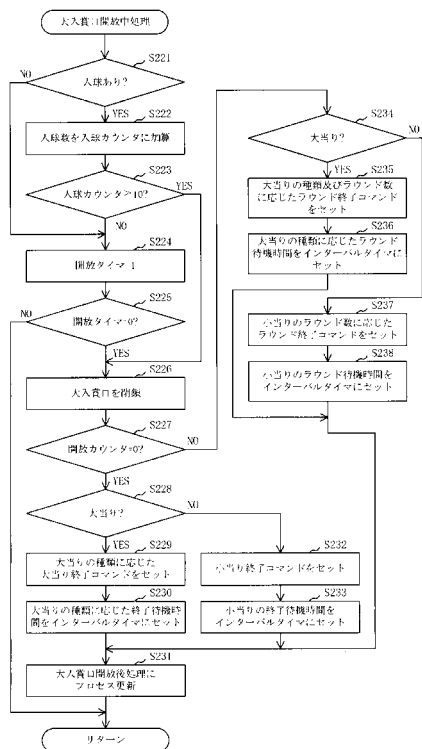 大入賞口開放中処理
S221
入球あり?
NO
YES
S222
入球数を入球カウンタに加算
S223
入球カウンタ≧10?
YES
NO
S224
開放タイマ-1
S225
開放タイマ=0?
NO
YES
S226
大入賞口を閉鎖
S227
開放カウンタ=0?
NO
YES
S228
大当り?
NO
YES
S229
大当りの種類に応じた
大当り終了コマンドをセット
S230
大当りの種類に応じた終了待機時
間をインターバルタイマにセット
S231
大入賞口開放後処理に
プロセス更新
リターン
S232
小当り終了コマンドをセット
S233
小当りの終了待機時間を
インターバルタイマにセット
S234
大当り?
NO
YES
S235
大当りの種類及びラウンド数
に応じたラウンド終了コマンド
をセット
S236
大当りの種類に応じたラウンド
待機時間をインターバルタイマに
セット
S237
小当りのラウンド数に応じた
ラウンド終了コマンドをセット
S238
小当りのラウンド待機時間を
インターバルタイマにセット